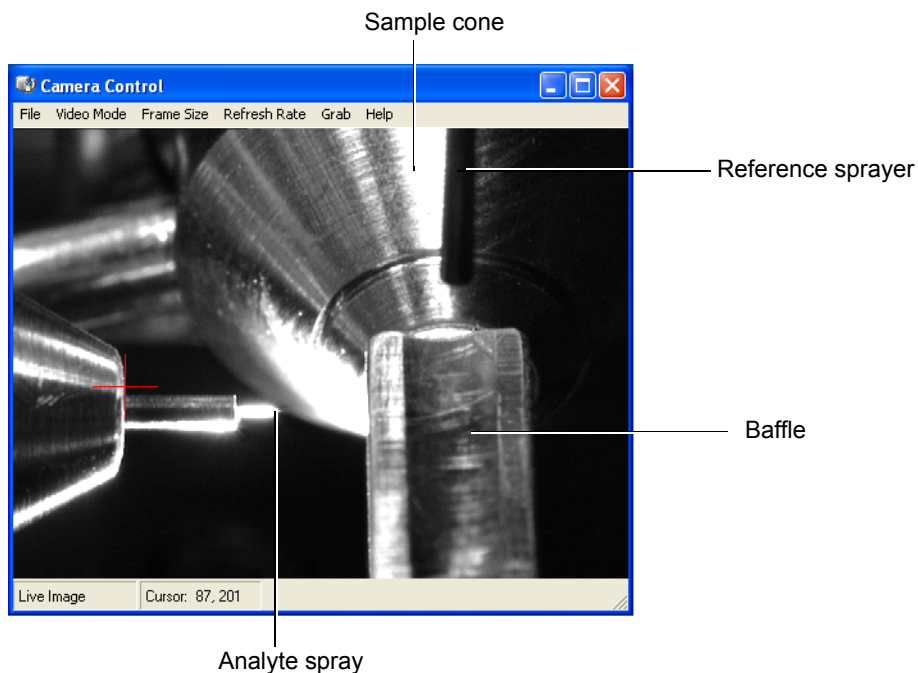 Sample cone
Camera Control
File Video Mode Frame Size Refresh Rate Grab Help
Reference sprayer
Baffle
Live Image Cursor: 87, 201
Analyte spray